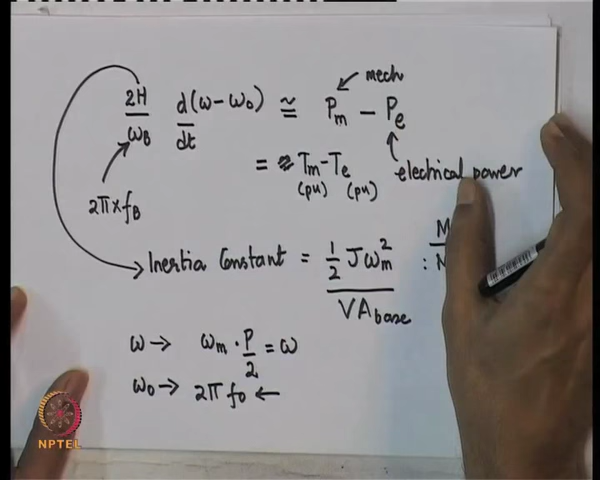 2H/ωB d(ω-ω0)/dt ≅ Pm - Pe
mech
= Tm - Te
(pu) (pu)
electrical power
2π×fB
Inertia Constant = 1/2 Jωm² / VAbase
ω → ωm · P/2 = ω
ω0 → 2π f0 ←
NPTEL